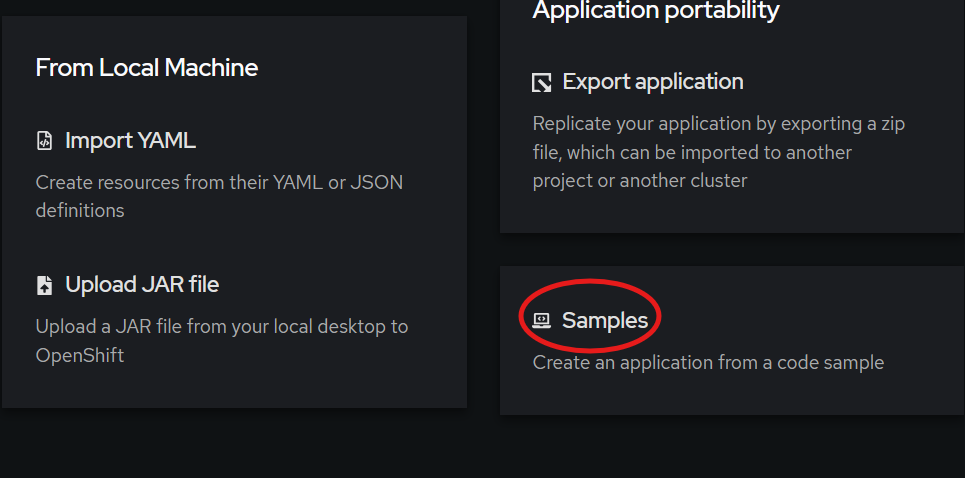 From Local Machine
Import YAML
Create resources from their YAML or JSON
definitions
Upload JAR file
Upload a JAR file from your local desktop to
OpenShift
Application portability
Export application
Replicate your application by exporting a zip
file, which can be imported to another
project or another cluster
Samples
Create an application from a code sample